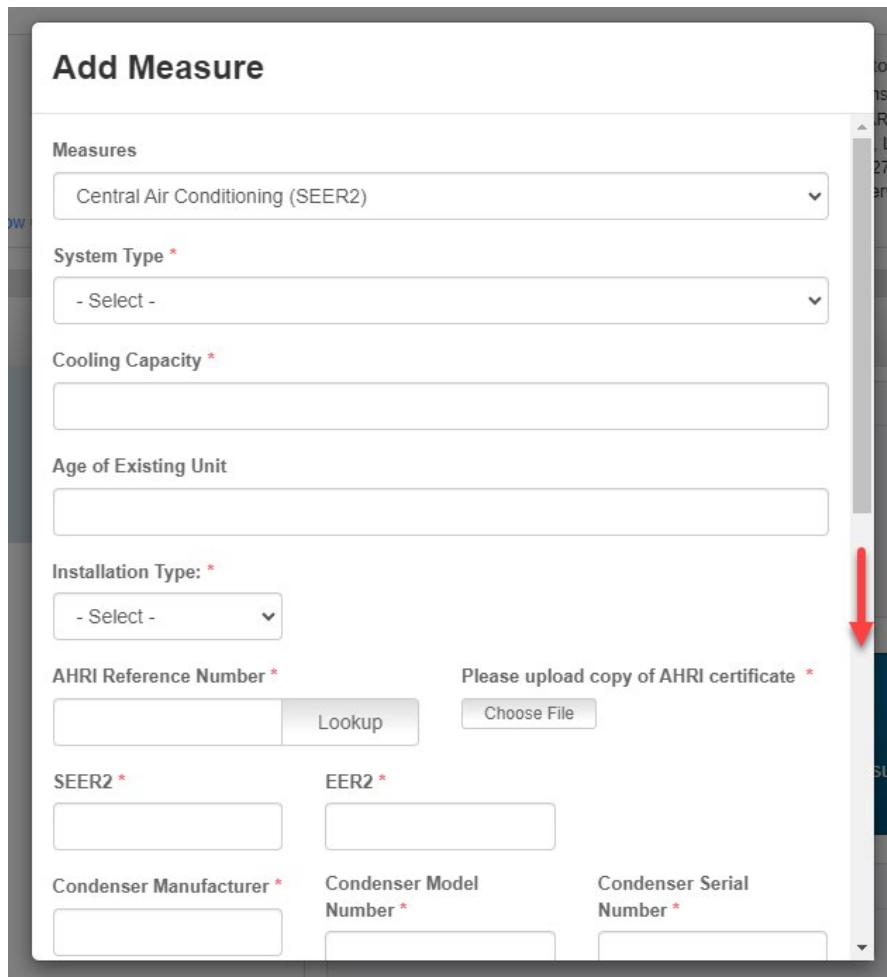 Add Measure
Measures
Central Air Conditioning (SEER2)
System Type *
- Select -
Cooling Capacity *
Age of Existing Unit
Installation Type: *
- Select -
AHRI Reference Number * Please upload copy of AHRI certificate *
Lookup Choose File
SEER2 * EER2 *
Condenser Manufacturer * Condenser Model Number * Condenser Serial Number *